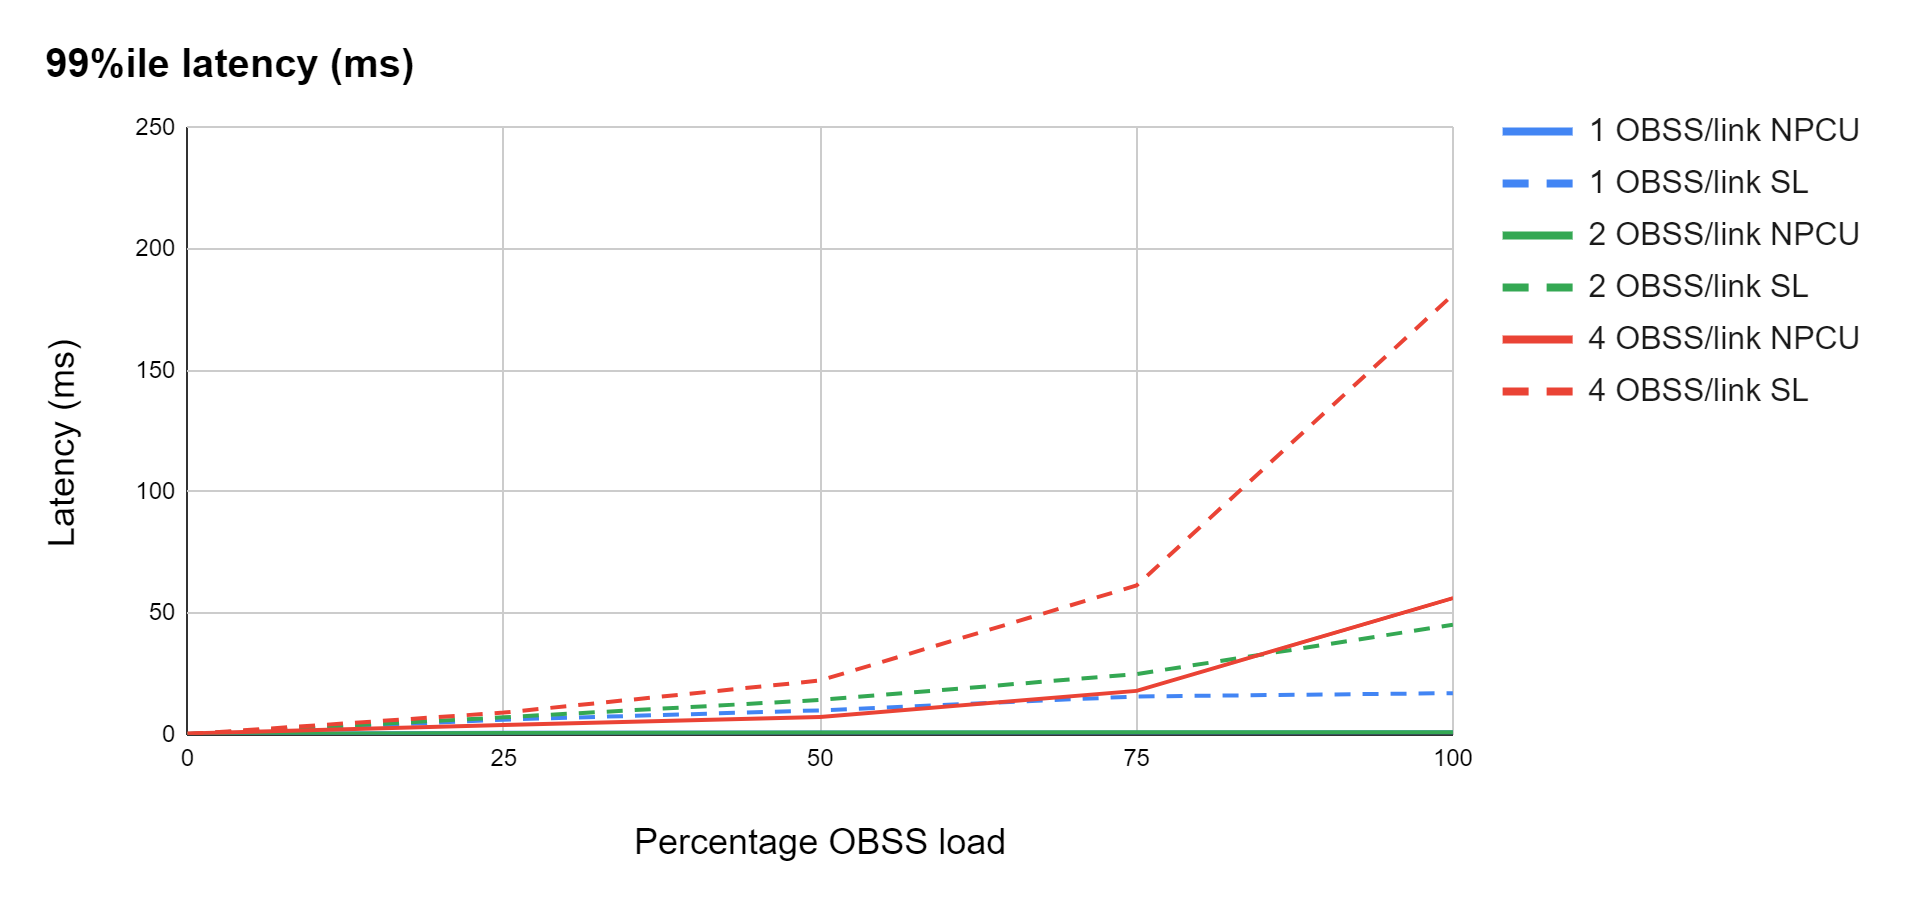 99%ile latency (ms)
250
200
150
100
50
0
Latency (ms)
0 25 50 75 100
Percentage OBSS load
1 OBSS/link NPCU
1 OBSS/link SL
2 OBSS/link NPCU
2 OBSS/link SL
4 OBSS/link NPCU
4 OBSS/link SL